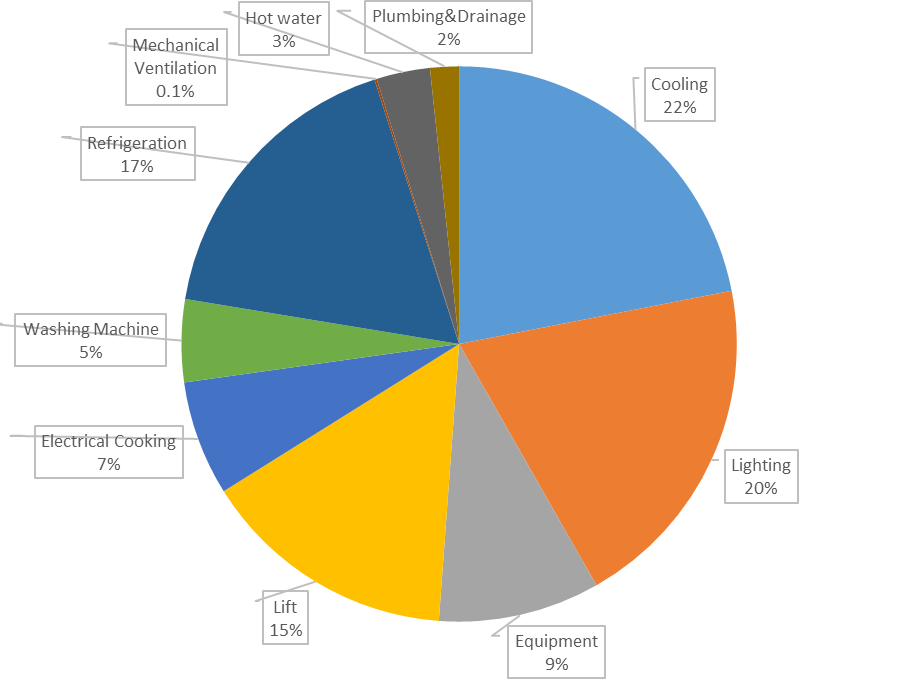 Hot water
3%
Plumbing&Drainage
2%
Mechanical
Ventilation
0.1%
Cooling
22%
Refrigeration
17%
Washing Machine
5%
Electrical Cooking
7%
Lighting
20%
Lift
15%
Equipment
9%